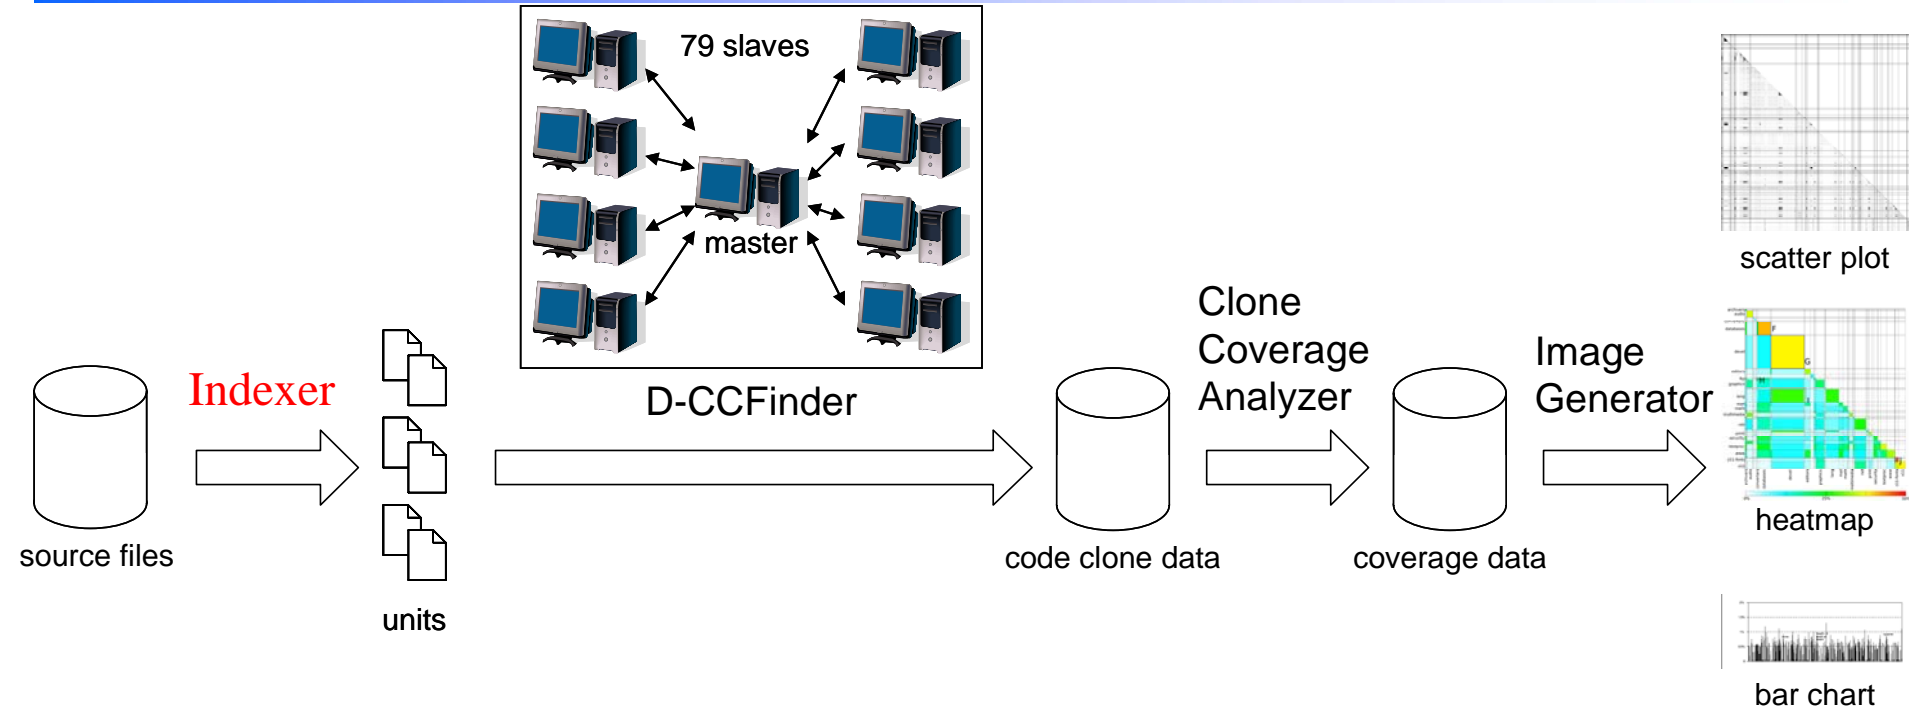 79 slaves
master
D-CCFinder
Indexer
source files
units
code clone data
Clone
Coverage
Analyzer
coverage data
Image
Generator
scatter plot
F
G
H
heatmap
bar chart